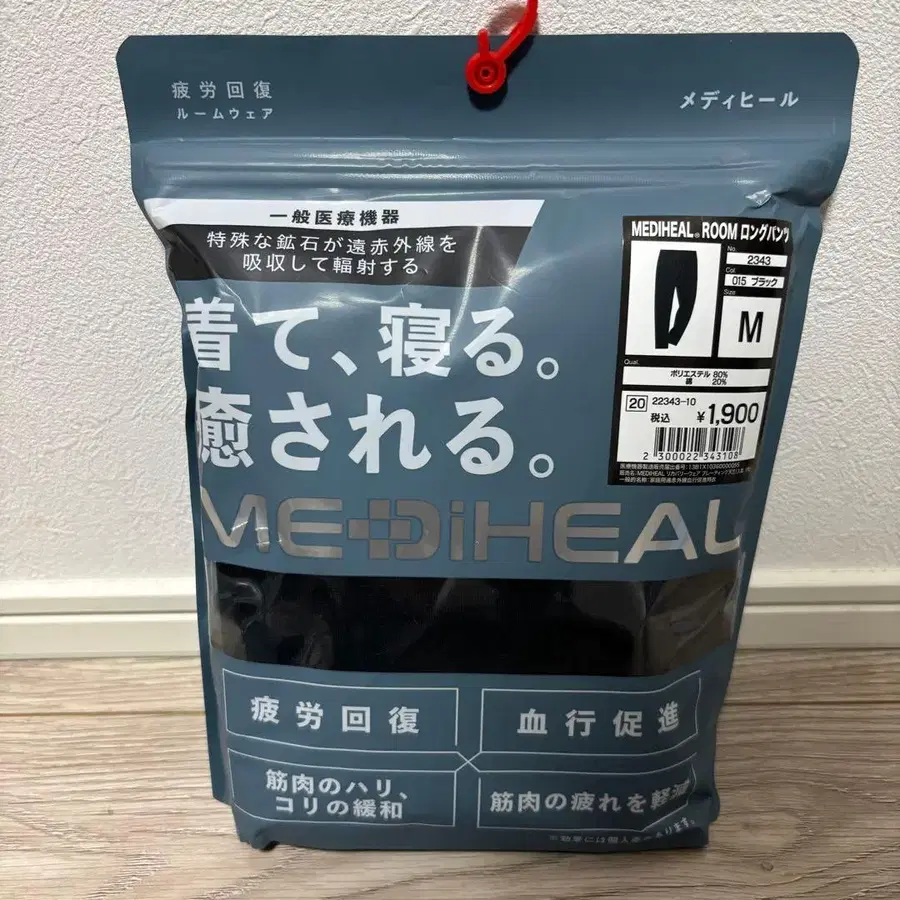 疲労回復
ルームウェア
メディヒール
一般医療機器
特殊な鉱石が遠赤外線を
吸収して輻射する
着て、寝る。
癒される。
MEDiHEAL
MEDIHEAL® ROOM ロングパンツ
No.
2343
Col.
015 ブラック
Size
M
Qual.
ポリエステル 80%
綿 20%
20 22343-10
税込 ¥1,900
2 300022 343108
疲労回復
血行促進
筋肉のハリ、
コリの緩和
筋肉の疲れを軽減